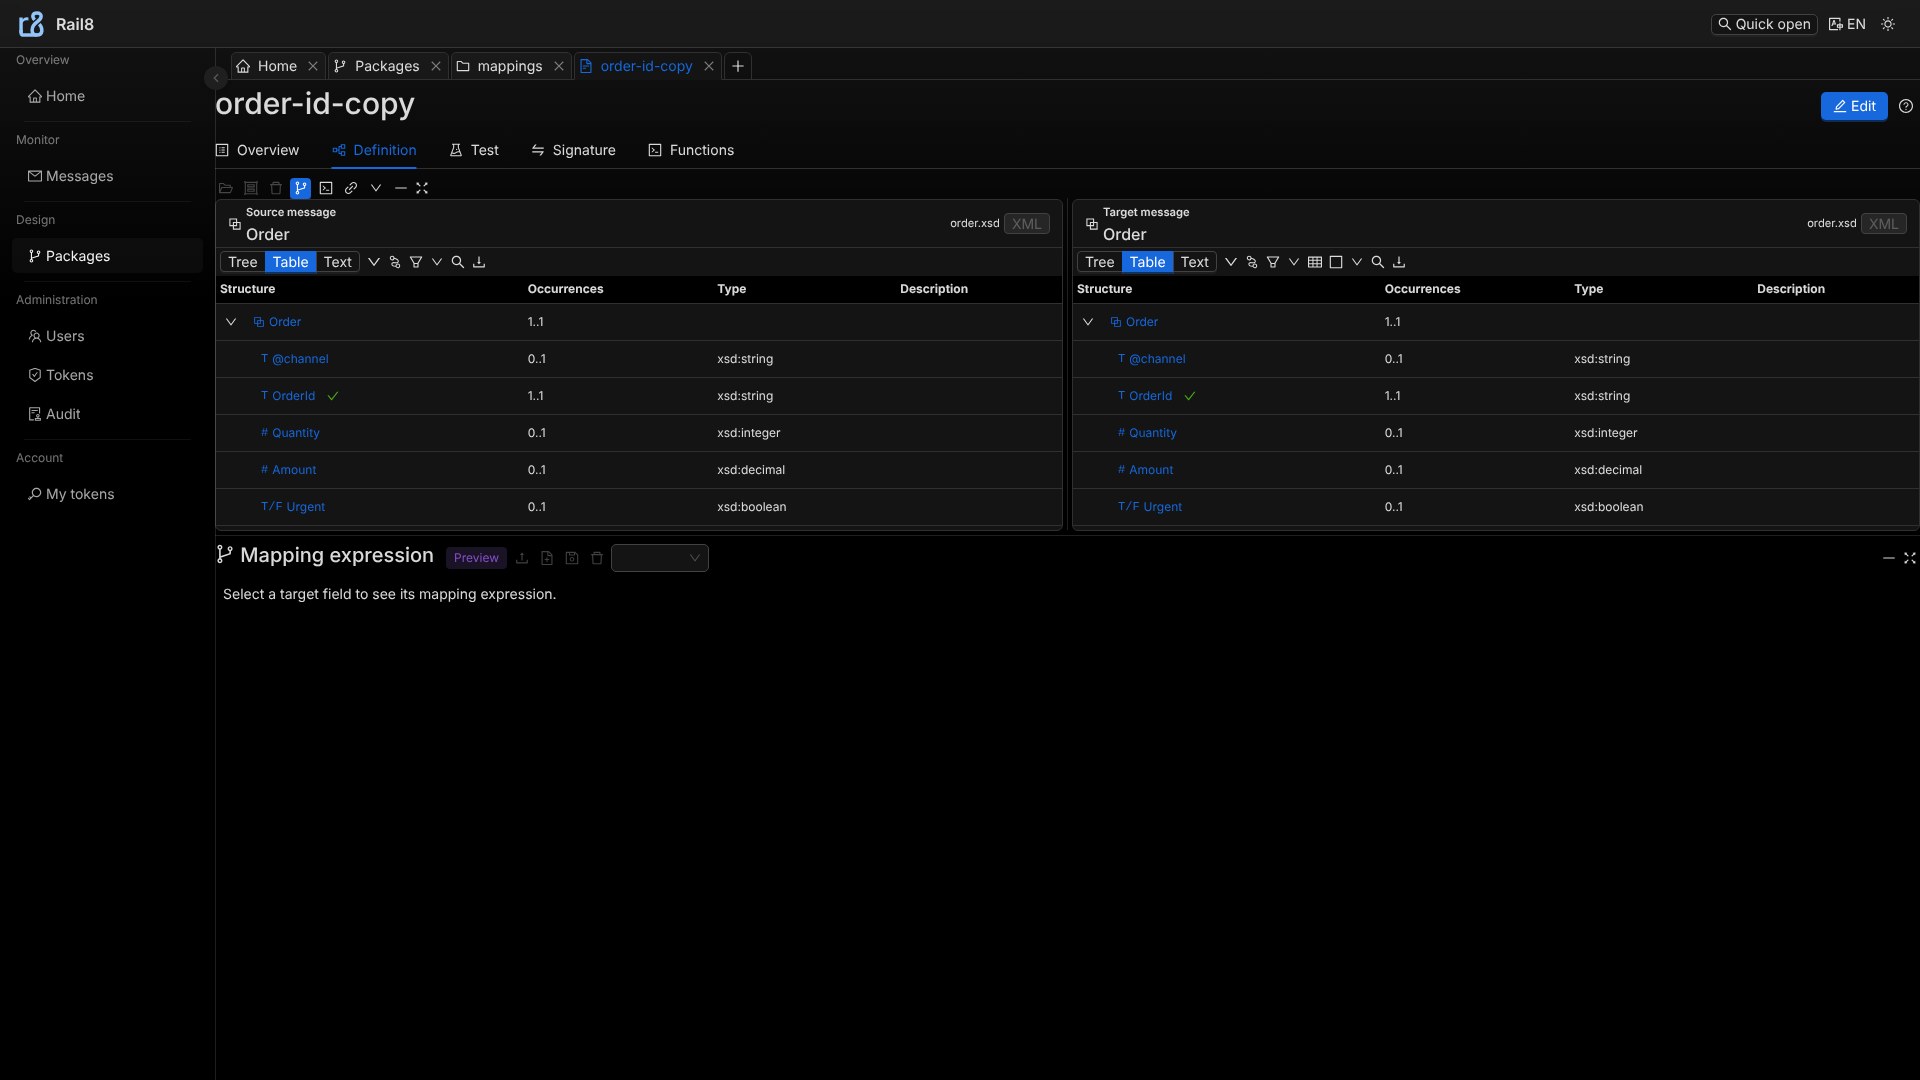 Rail8
Quick open
EN
Overview
Home
Monitor
Messages
Design
Packages
Administration
Users
Tokens
Audit
Account
My tokens
Home
Packages
mappings
order-id-copy
order-id-copy
Edit
Overview
Definition
Test
Signature
Functions
Source message
Order
order.xsd
XML
Tree
Table
Text
Structure Occurrences Type Description
Order 1..1
T @channel 0..1 xsd:string
T OrderId 1..1 xsd:string
# Quantity 0..1 xsd:integer
# Amount 0..1 xsd:decimal
T/F Urgent 0..1 xsd:boolean
Target message
Order
order.xsd
XML
Tree
Table
Text
Structure Occurrences Type Description
Order 1..1
T @channel 0..1 xsd:string
T OrderId 1..1 xsd:string
# Quantity 0..1 xsd:integer
# Amount 0..1 xsd:decimal
T/F Urgent 0..1 xsd:boolean
Mapping expression
Preview
Select a target field to see its mapping expression.